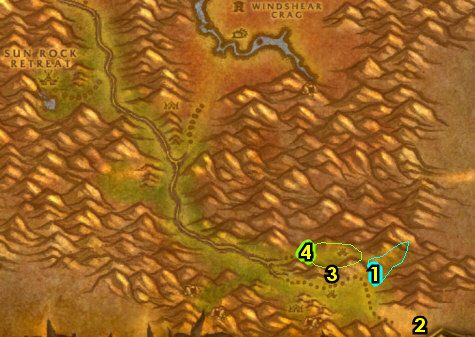 WINDSHEAR
CRAG
SUN ROCK
RETREAT
4
3
1
2